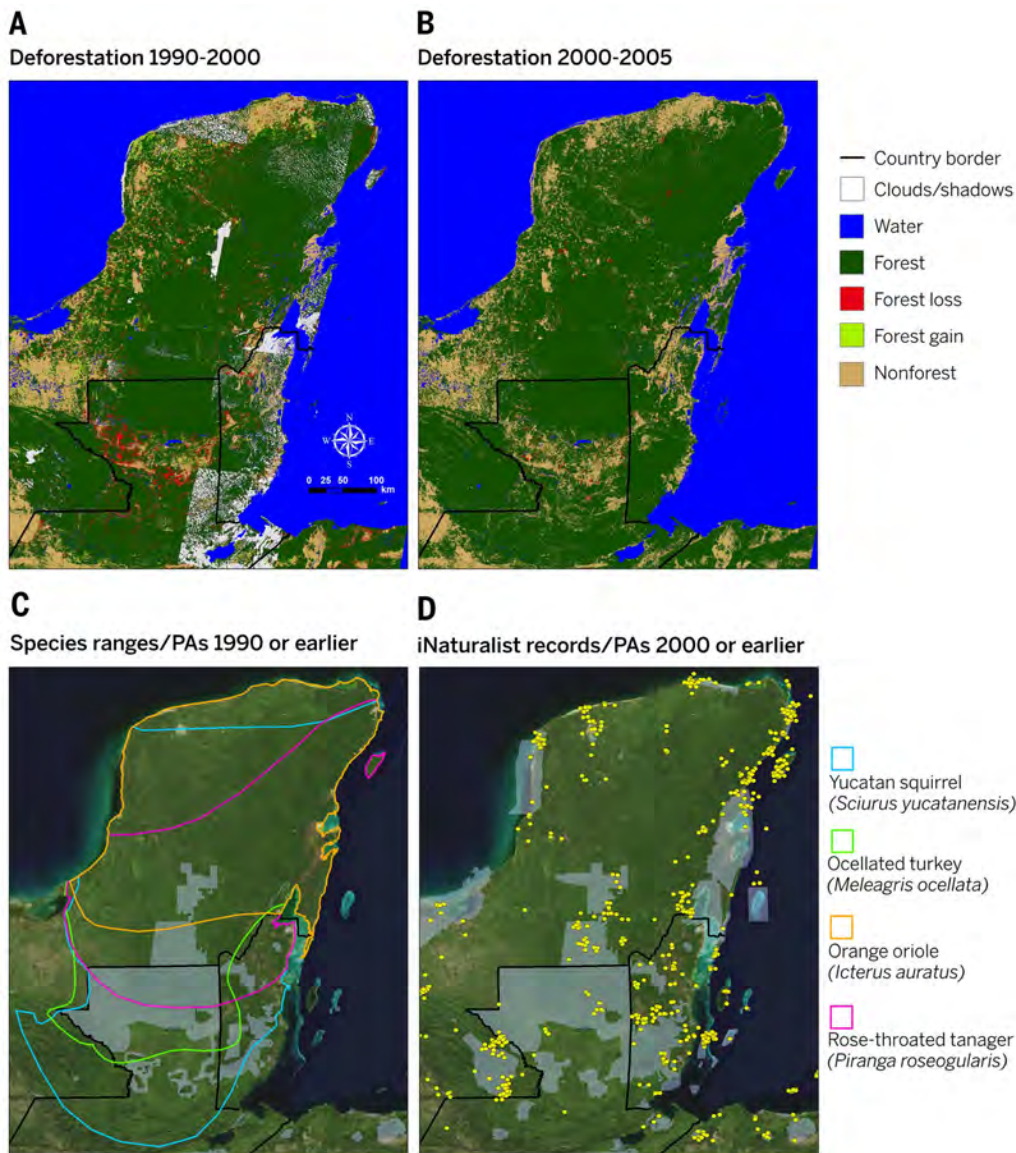 A
Deforestation 1990-2000
B
Deforestation 2000-2005
Country border
Clouds/shadows
Water
Forest
Forest loss
Forest gain
Nonforest
N
W E
S
0 25 50 100
km
C
Species ranges/PAs 1990 or earlier
D
iNaturalist records/PAs 2000 or earlier
Yucatan squirrel
(Sciurus yucatanensis)
Ocellated turkey
(Meleagris ocellata)
Orange oriole
(Icterus auratus)
Rose-throated tanager
(Piranga roseogularis)